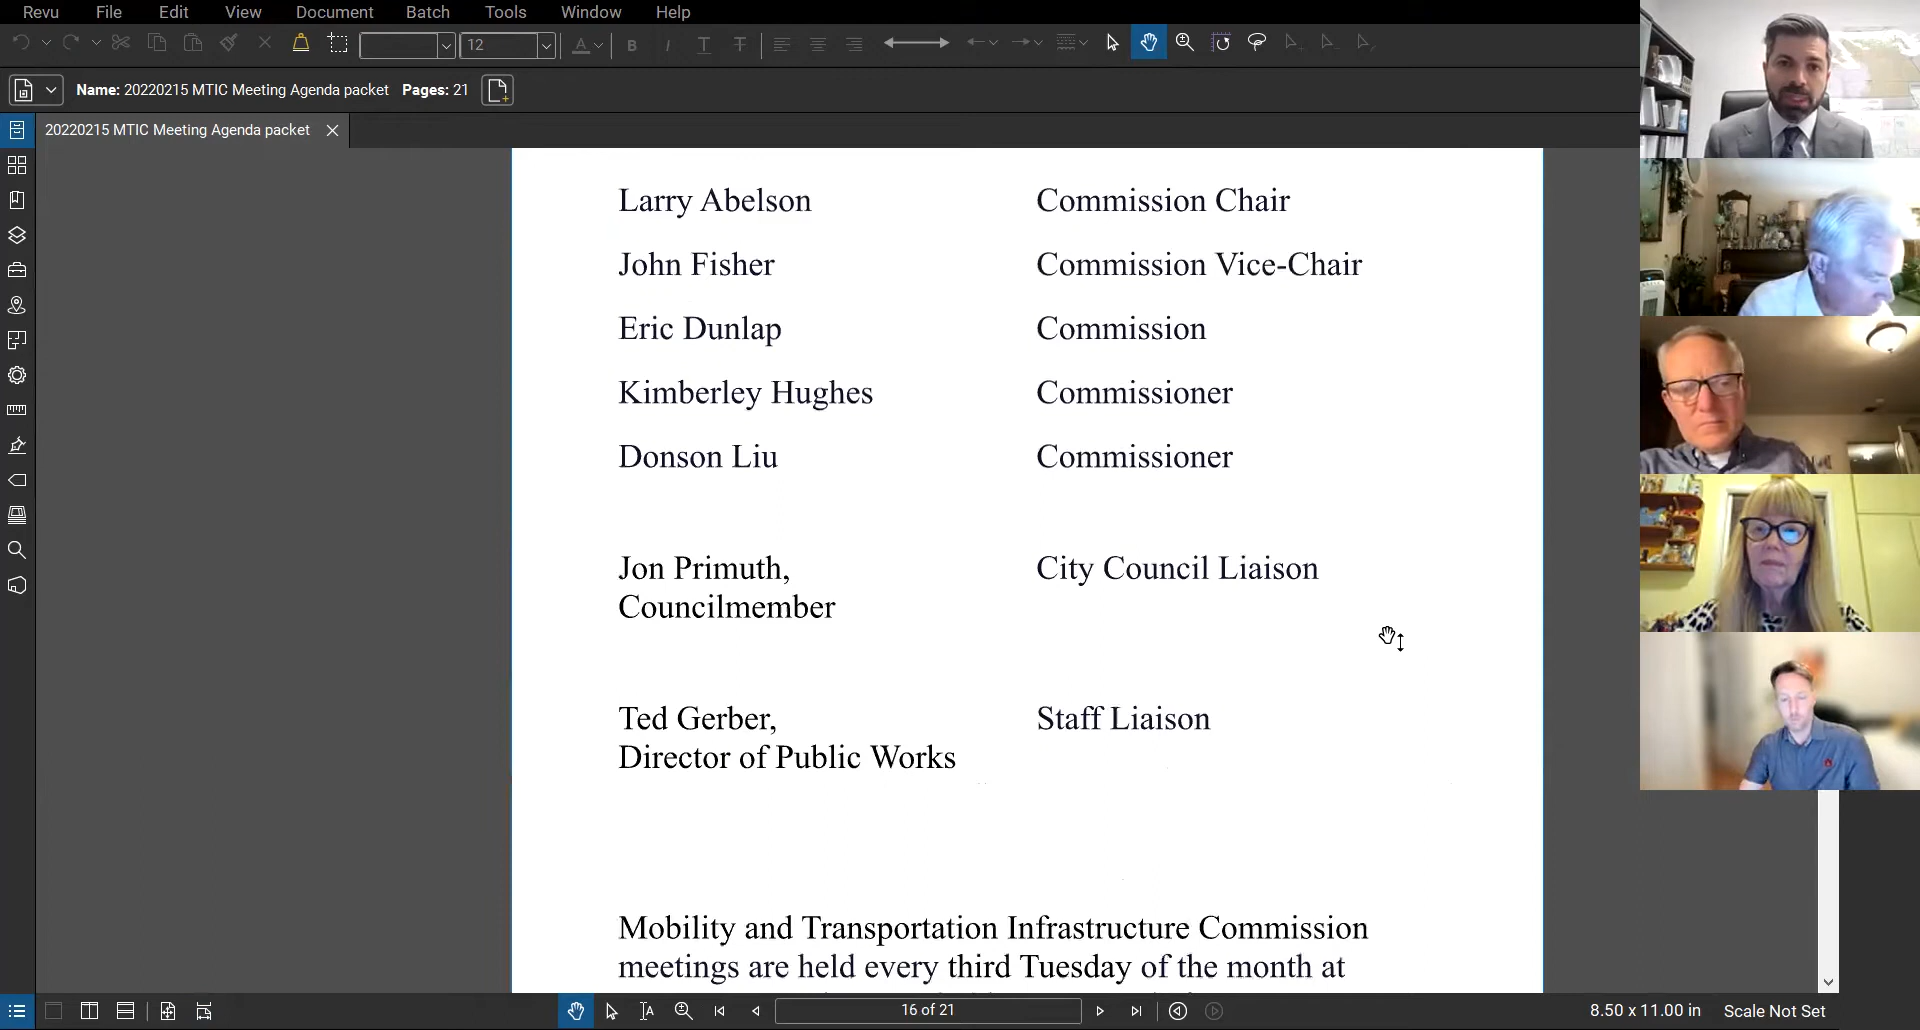 Revu File Edit View Document Batch Tools Window Help
12
Name: 20220215 MTIC Meeting Agenda packet Pages: 21
20220215 MTIC Meeting Agenda packet
Larry Abelson Commission Chair
John Fisher Commission Vice-Chair
Eric Dunlap Commission
Kimberley Hughes Commissioner
Donson Liu Commissioner
Jon Primuth, City Council Liaison
Councilmember
Ted Gerber, Staff Liaison
Director of Public Works
Mobility and Transportation Infrastructure Commission
meetings are held every third Tuesday of the month at
16 of 21 8.50 x 11.00 in Scale Not Set